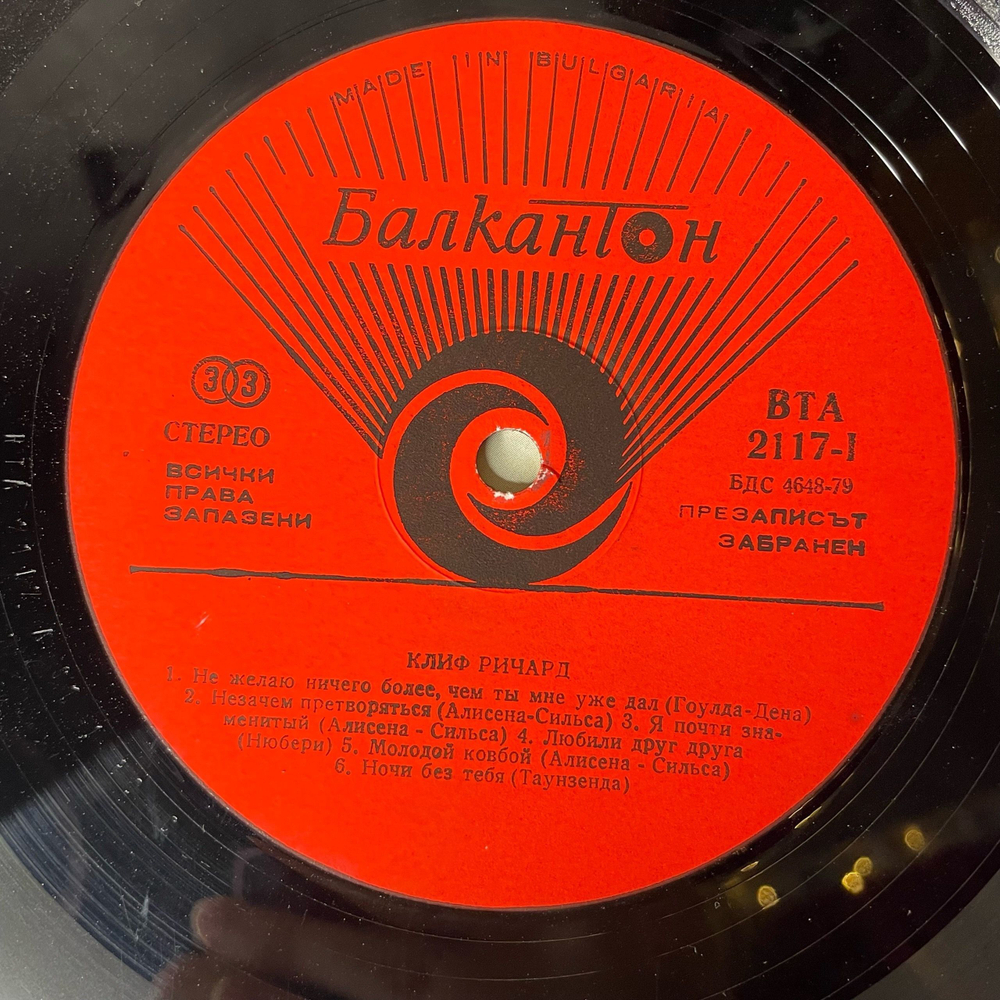 MADE IN BULGARIA
Балкантон
33
СТЕРЕО
ВСИЧКИ
ПРАВА
ЗАПАЗЕНИ
ВТА
2117-I
БДС 4648-79
ПРЕЗАПИСЪТ
ЗАБРАНЕН
КЛИФ РИЧАРД
1. Не желаю ничего более, чем ты мне уже дал (Гоулда-Дена)
2. Незачем претворяться (Алисена-Сильса) 3. Я почти зна-
менитый (Алисена - Сильса) 4. Любили друг друга
(Нюбери) 5. Молодой ковбой (Алисена - Сильса)
6. Ночи без тебя (Таунзенда)